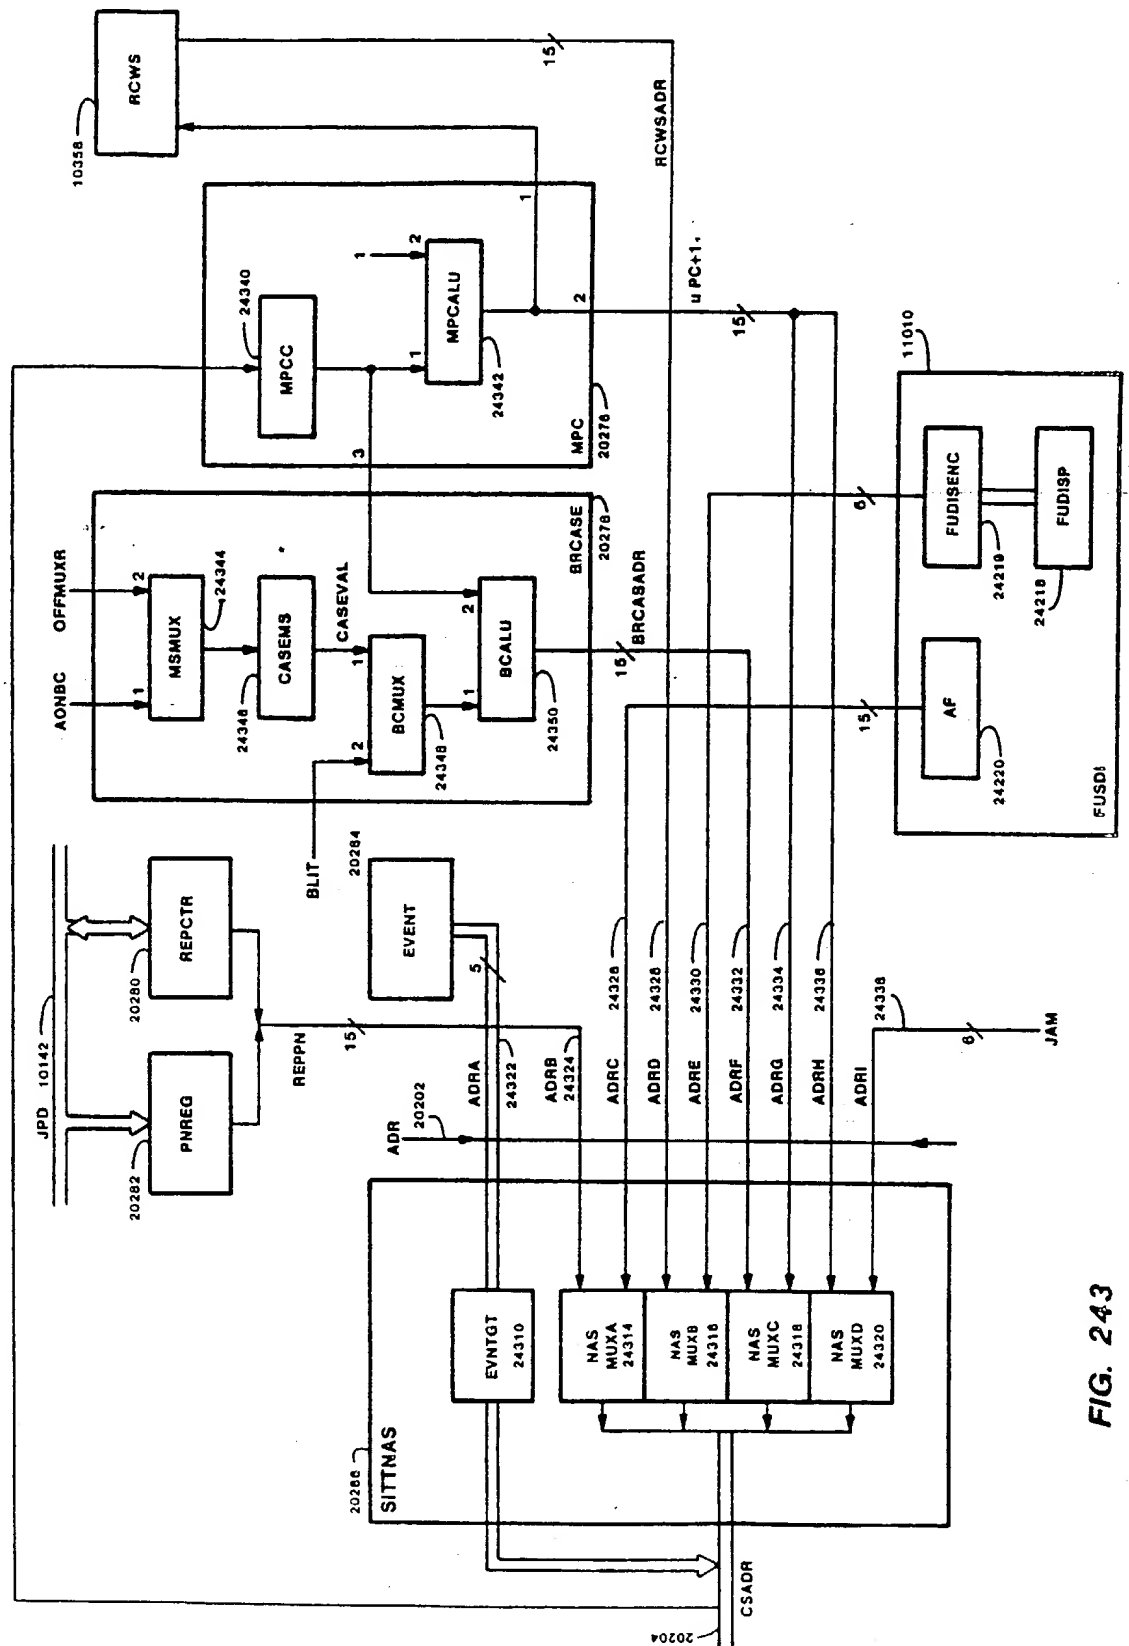 JPD 10142
20282
PNREG
20280
REPCTR
REPPN
15
AONBC
OFFMUXR
1
2
MSMUX
24344
24346
CASEMS
CASEVAL
BLIT
2
1
BCMUX
24348
1
2
BCALU
24350
BRCASE
20278
15
BRCASADR
3
MPCC
24340
1
1
2
MPCALU
24342
MPC
20276
2
1
10358
RCWS
15
RCWSADR
u PC+1.
15
20284
EVENT
5
ADR
20202
ADRA
24322
ADRB
24324
ADRC
24326
ADRD
24328
ADRE
24330
ADRF
24332
ADRG
24334
ADRH
24336
ADRI
24338
6
JAM
15
6
11010
AF
24220
FUDISENC
24219
FUDISP
24218
FUSDI
20286
SITTNAS
EVNTGT
24310
NAS
MUXA
24314
NAS
MUXB
24316
NAS
MUXC
24318
NAS
MUXD
24320
CSADR
20204
FIG. 243